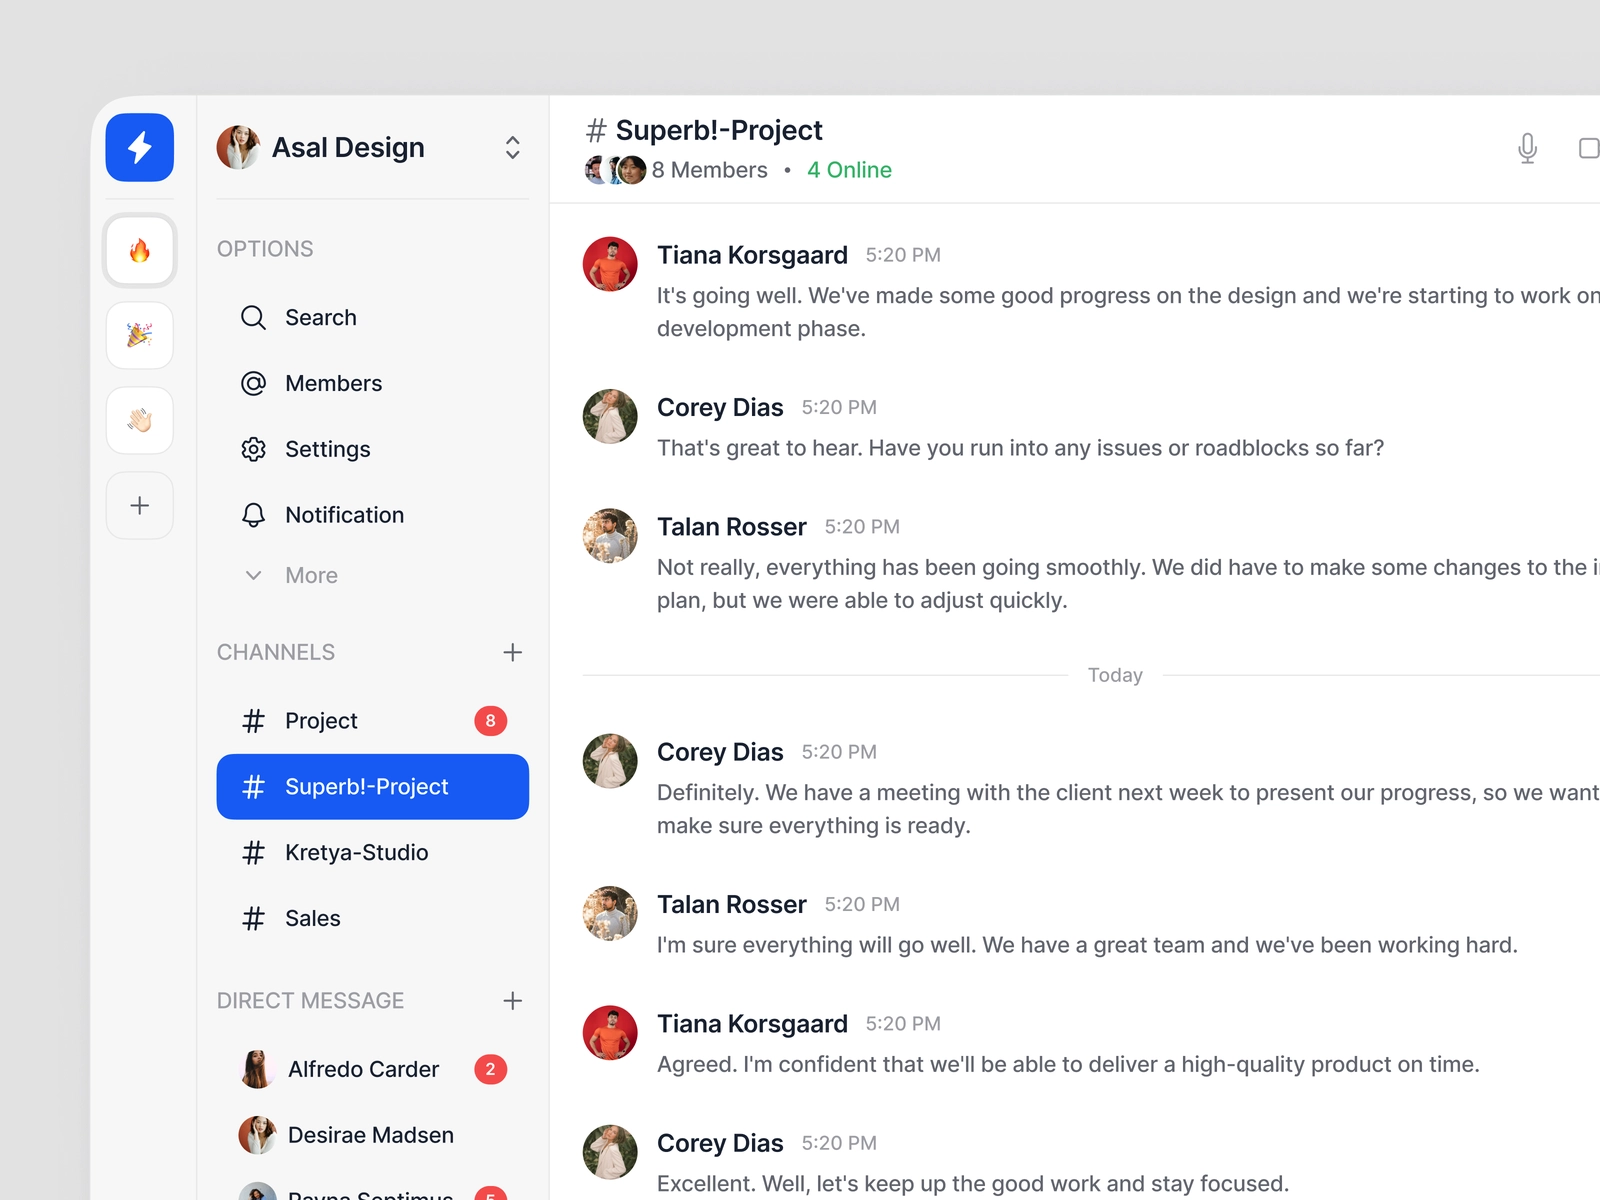 Asal Design
OPTIONS
Search
Members
Settings
Notification
More
CHANNELS
# Project 8
# Superb!-Project
# Kretya-Studio
# Sales
DIRECT MESSAGE
Alfredo Carder 2
Desirae Madsen
# Superb!-Project
8 Members • 4 Online
Tiana Korsgaard 5:20 PM
It's going well. We've made some good progress on the design and we're starting to work on
development phase.
Corey Dias 5:20 PM
That's great to hear. Have you run into any issues or roadblocks so far?
Talan Rosser 5:20 PM
Not really, everything has been going smoothly. We did have to make some changes to the
plan, but we were able to adjust quickly.
Today
Corey Dias 5:20 PM
Definitely. We have a meeting with the client next week to present our progress, so we want
make sure everything is ready.
Talan Rosser 5:20 PM
I'm sure everything will go well. We have a great team and we've been working hard.
Tiana Korsgaard 5:20 PM
Agreed. I'm confident that we'll be able to deliver a high-quality product on time.
Corey Dias 5:20 PM
Excellent. Well, let's keep up the good work and stay focused.